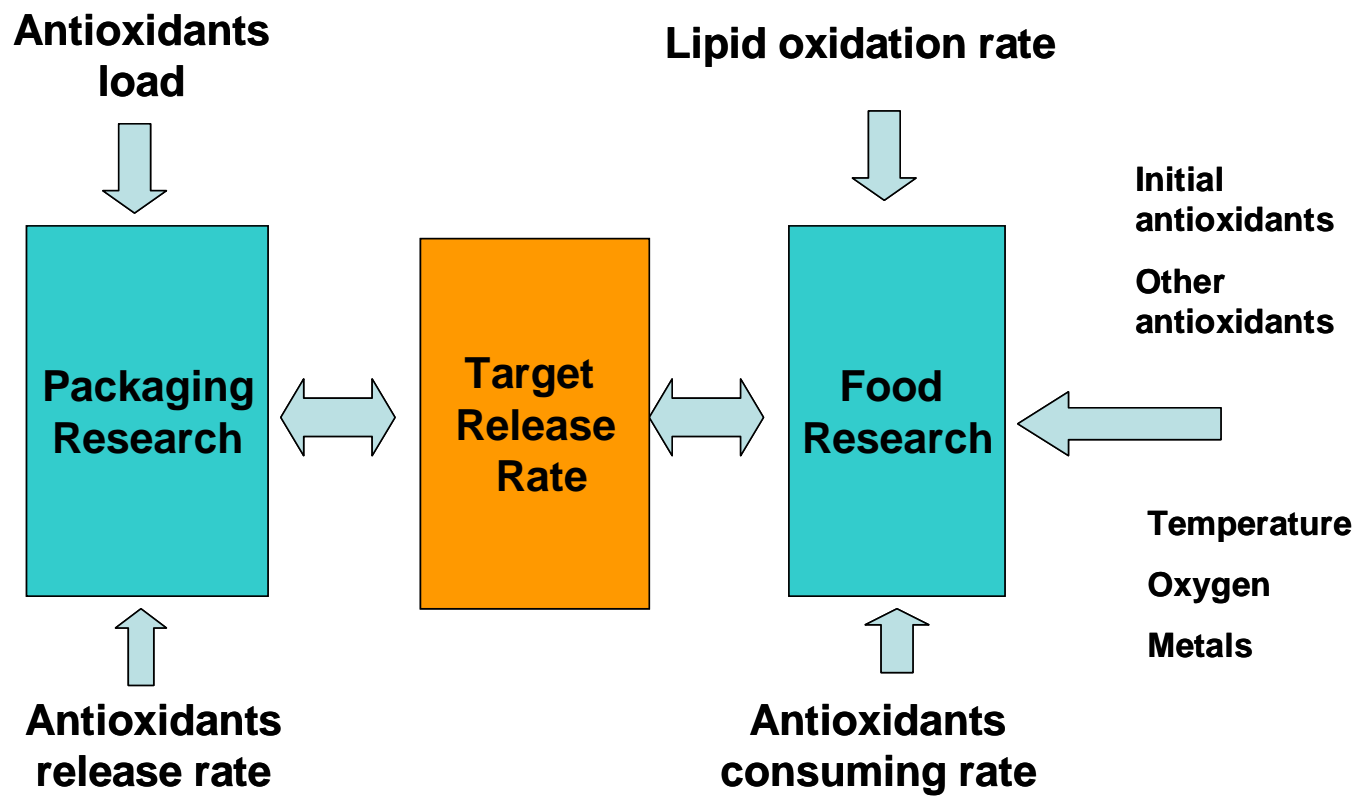 Antioxidants
load
Lipid oxidation rate
Initial
antioxidants
Other
antioxidants
Packaging
Research
Target
Release
Rate
Food
Research
Temperature
Oxygen
Metals
Antioxidants
release rate
Antioxidants
consuming rate